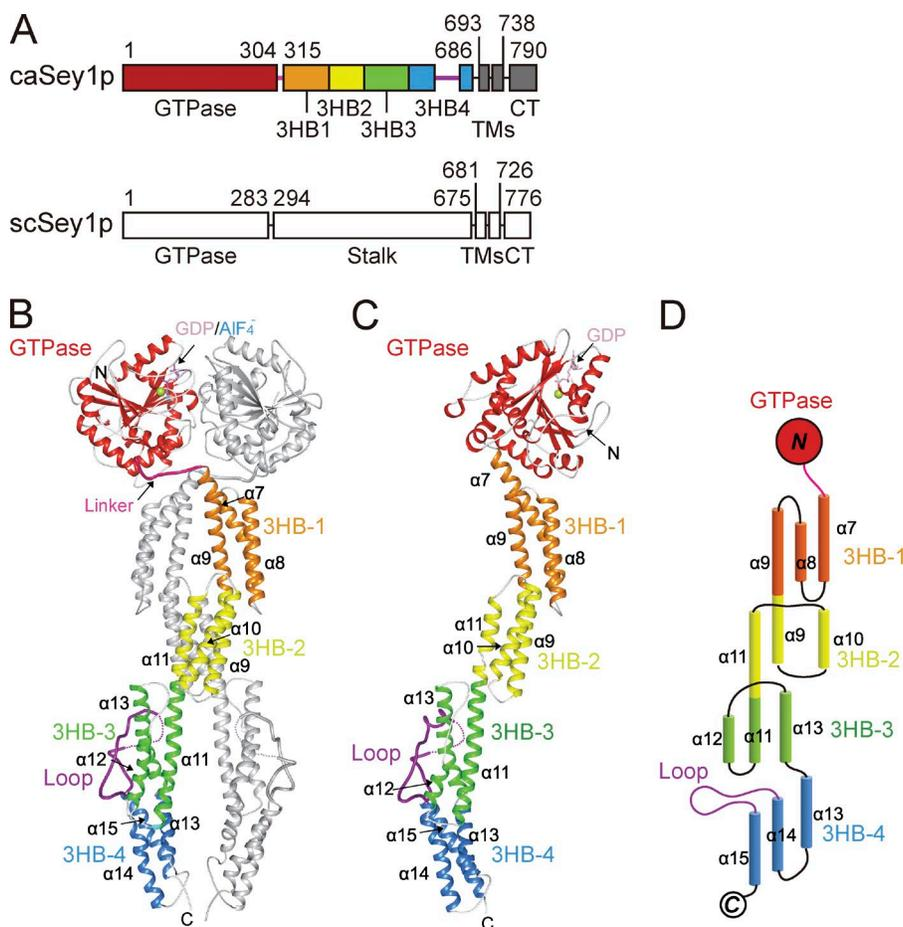 A
693 738
1 304 315 686 790
caSey1p
GTPase 3HB2 3HB4 CT
3HB1 3HB3 TMs
681 726
1 283 294 675 776
scSey1p
GTPase Stalk TMs CT
B
GDP/AlF4-
GTPase
N
Linker
α7
3HB-1
α9 α8
α10
3HB-2
α11 α9
α13
3HB-3
α12 α11
Loop
α15 α13
3HB-4
α14
C
C
GDP
GTPase
N
α7
3HB-1
α9
α8
α11
α10 α9
3HB-2
α13
3HB-3
Loop
α12 α11
α15 α13
3HB-4
α14
C
D
GTPase
N
α7
α9 α8
3HB-1
α9 α10
α11
3HB-2
α12 α11 α13
3HB-3
Loop
α13
α15 α14
3HB-4
C